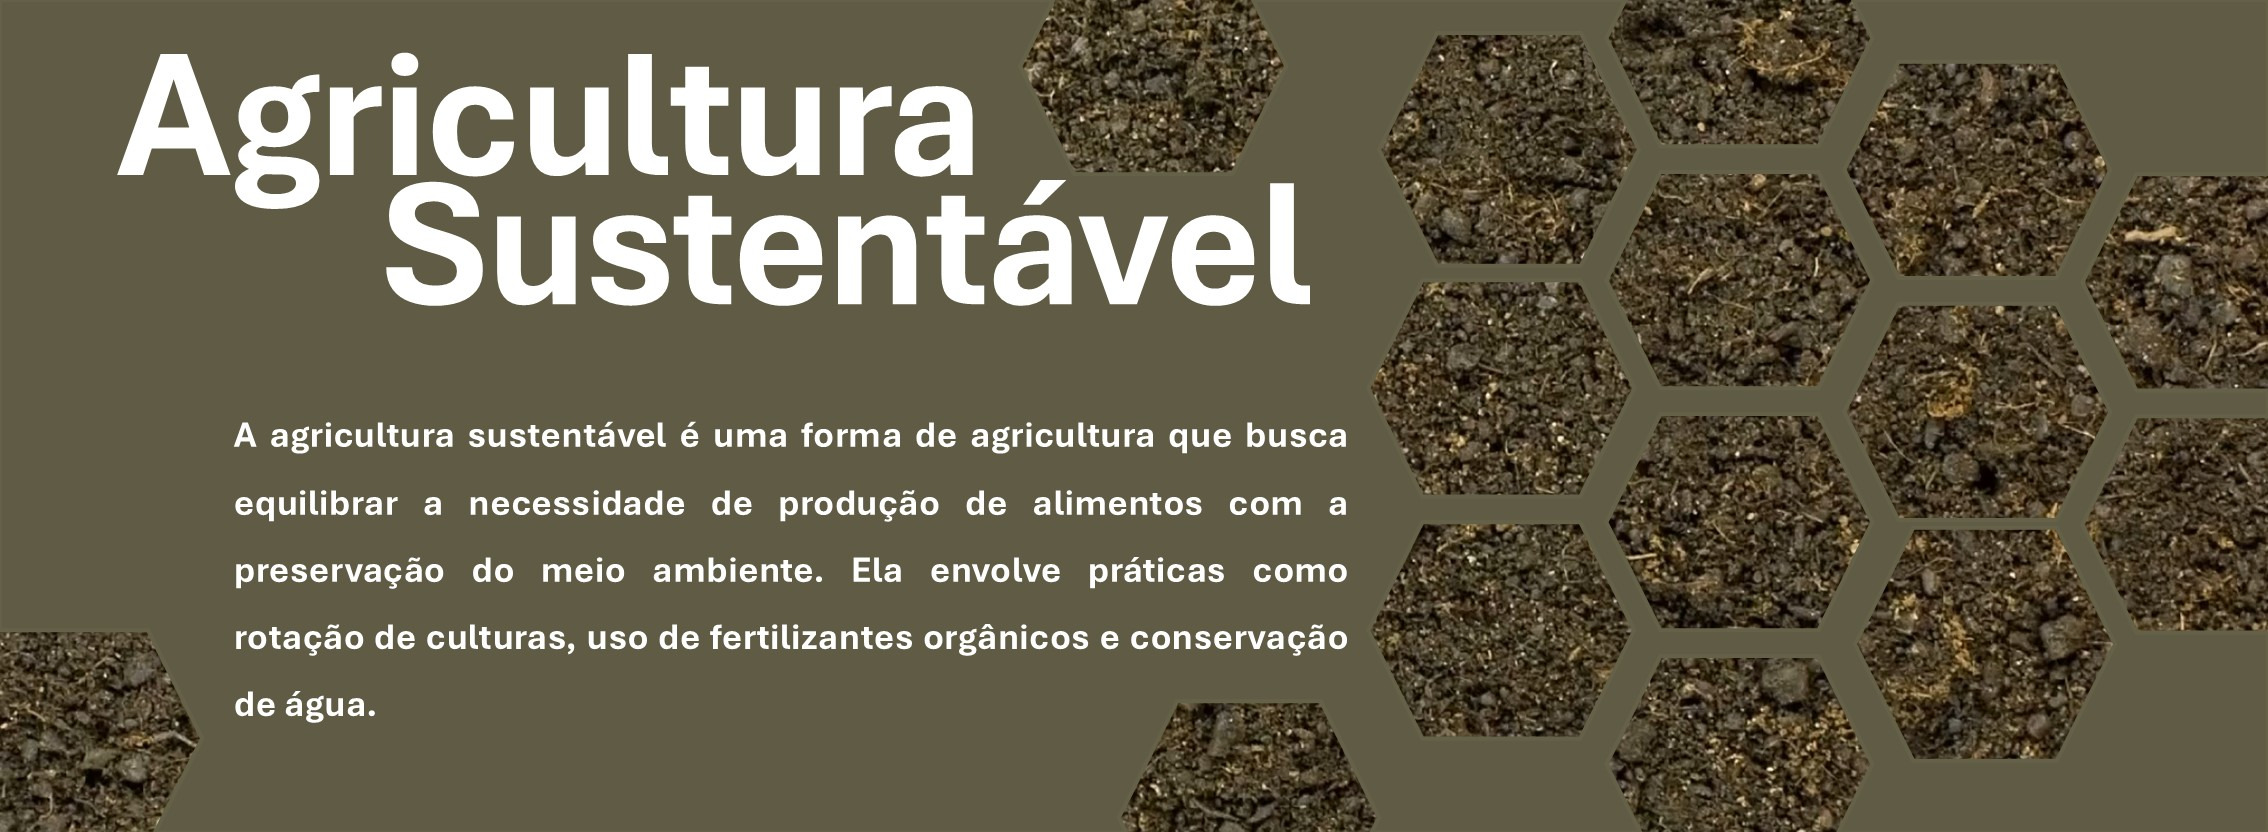 Agricultura
Sustentável
A agricultura sustentável é uma forma de agricultura que busca
equilibrar a necessidade de produção de alimentos com a
preservação do meio ambiente. Ela envolve práticas como
rotação de culturas, uso de fertilizantes orgânicos e conservação
de água.